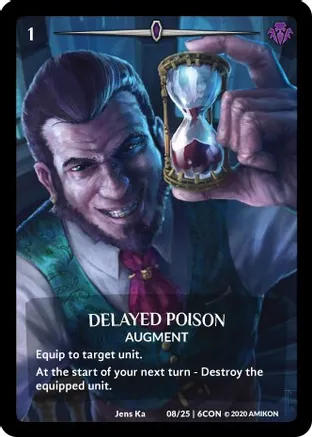 1
DELAYED POISON
AUGMENT
Equip to target unit.
At the start of your next turn - Destroy the
equipped unit.
Jens Ka 08/25 | 6CON © 2020 AMIKON